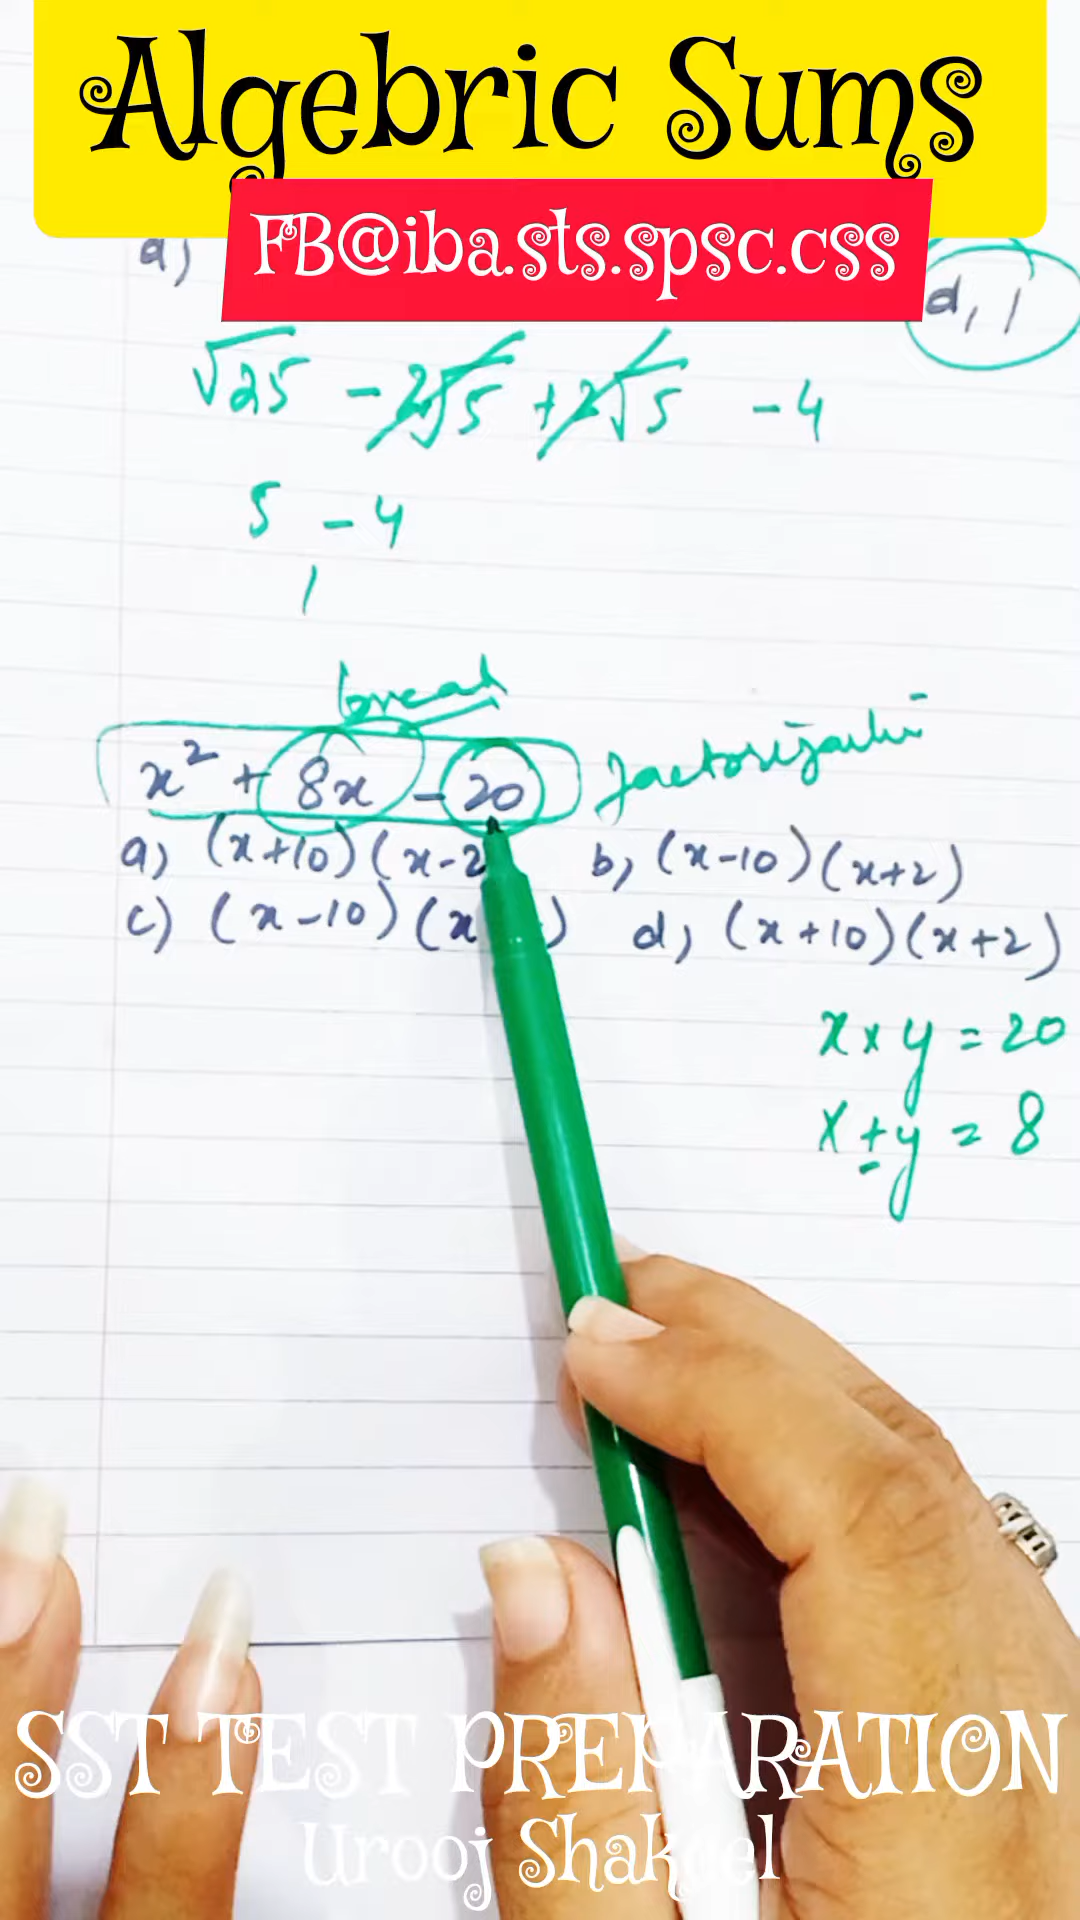 Algebric Sums
FB@iba.sts.spsc.css
a)
d, 1
√25 - 2√5 + 2√5 - 4
5 - 4
1
break
x² + 8x - 20
a) (x+10)(x-2 b, (x-10)(x+2)
c) (x-10)(x ) d, (x+10)(x+2)
x × y = 20
x + y = 8
SST TEST PREPARATION
Urooj Shakeel